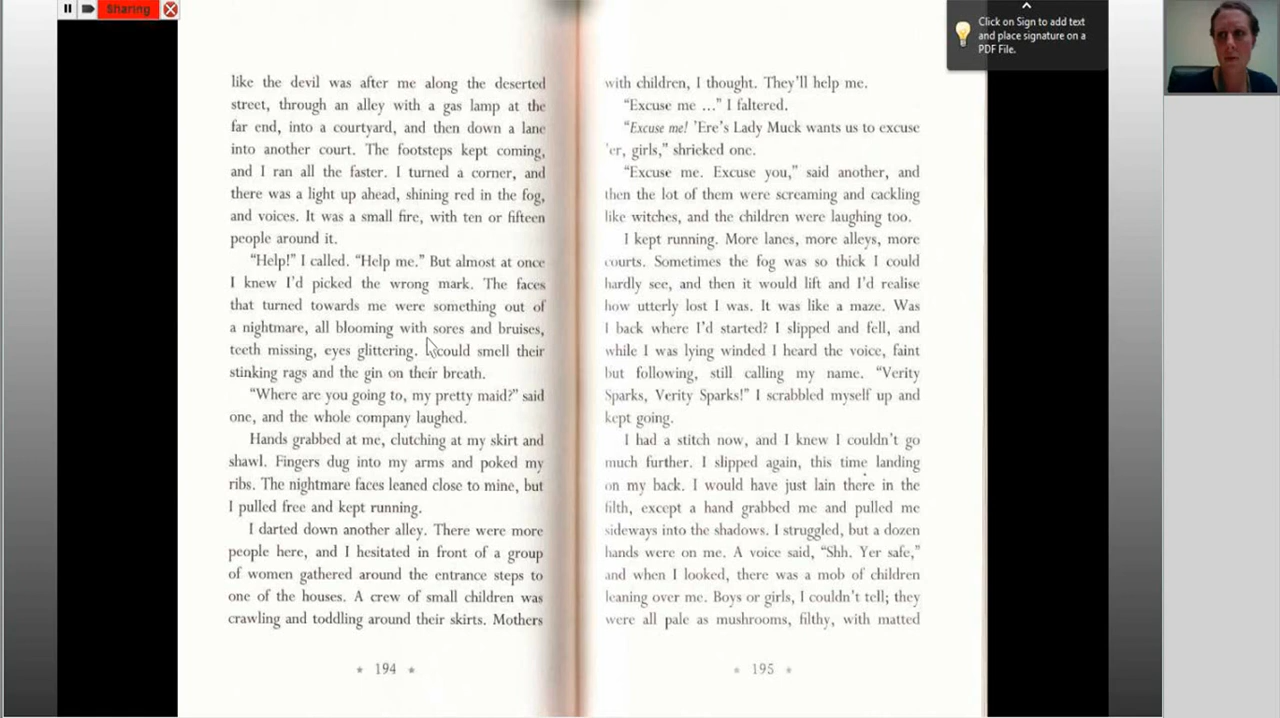 Sharing
Click on Sign to add text
and place signature on a
PDF File.
like the devil was after me along the deserted
street, through an alley with a gas lamp at the
far end, into a courtyard, and then down a lane
into another court. The footsteps kept coming,
and I ran all the faster. I turned a corner, and
there was a light up ahead, shining red in the fog,
and voices. It was a small fire, with ten or fifteen
people around it.
“Help!” I called. “Help me.” But almost at once
I knew I’d picked the wrong mark. The faces
that turned towards me were something out of
a nightmare, all blooming with sores and bruises,
teeth missing, eyes glittering. I could smell their
stinking rags and the gin on their breath.
“Where are you going to, my pretty maid?” said
one, and the whole company laughed.
Hands grabbed at me, clutching at my skirt and
shawl. Fingers dug into my arms and poked my
ribs. The nightmare faces leaned close to mine, but
I pulled free and kept running.
I darted down another alley. There were more
people here, and I hesitated in front of a group
of women gathered around the entrance steps to
one of the houses. A crew of small children was
crawling and toddling around their skirts. Mothers
★ 194 ★
with children, I thought. They’ll help me.
“Excuse me …” I faltered.
“Excuse me! ’Ere’s Lady Muck wants us to excuse
’er, girls,” shrieked one.
“Excuse me. Excuse you,” said another, and
then the lot of them were screaming and cackling
like witches, and the children were laughing too.
I kept running. More lanes, more alleys, more
courts. Sometimes the fog was so thick I could
hardly see, and then it would lift and I’d realise
how utterly lost I was. It was like a maze. Was
I back where I’d started? I slipped and fell, and
while I was lying winded I heard the voice, faint
but following, still calling my name. “Verity
Sparks, Verity Sparks!” I scrabbled myself up and
kept going.
I had a stitch now, and I knew I couldn’t go
much further. I slipped again, this time landing
on my back. I would have just lain there in the
filth, except a hand grabbed me and pulled me
sideways into the shadows. I struggled, but a dozen
hands were on me. A voice said, “Shh. Yer safe,”
and when I looked, there was a mob of children
leaning over me. Boys or girls, I couldn’t tell; they
were all pale as mushrooms, filthy, with matted
★ 195 ★